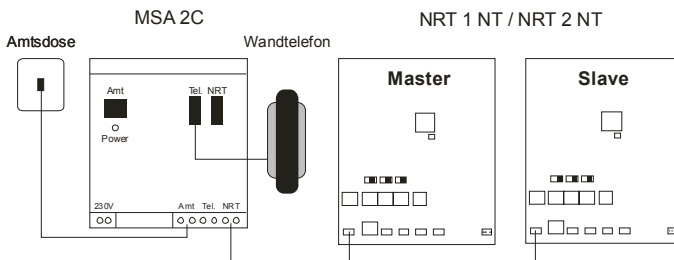 MSA 2C
NRT 1 NT / NRT 2 NT
Amtsdose
Wandtelefon
Amt
Tel. NRT
Power
230V
Amt Tel. NRT
Master
Slave